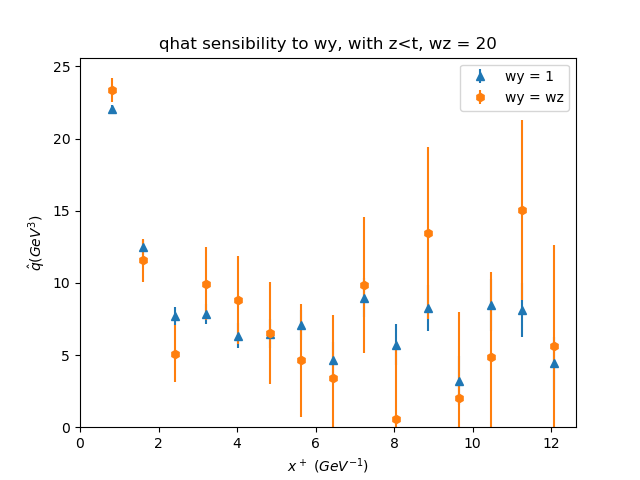 qhat sensibility to wy, with z<t, wz = 20
wy = 1
wy = wz
25
20
15
10
5
0
q̂(GeV³)
0 2 4 6 8 10 12
x⁺ (GeV⁻¹)